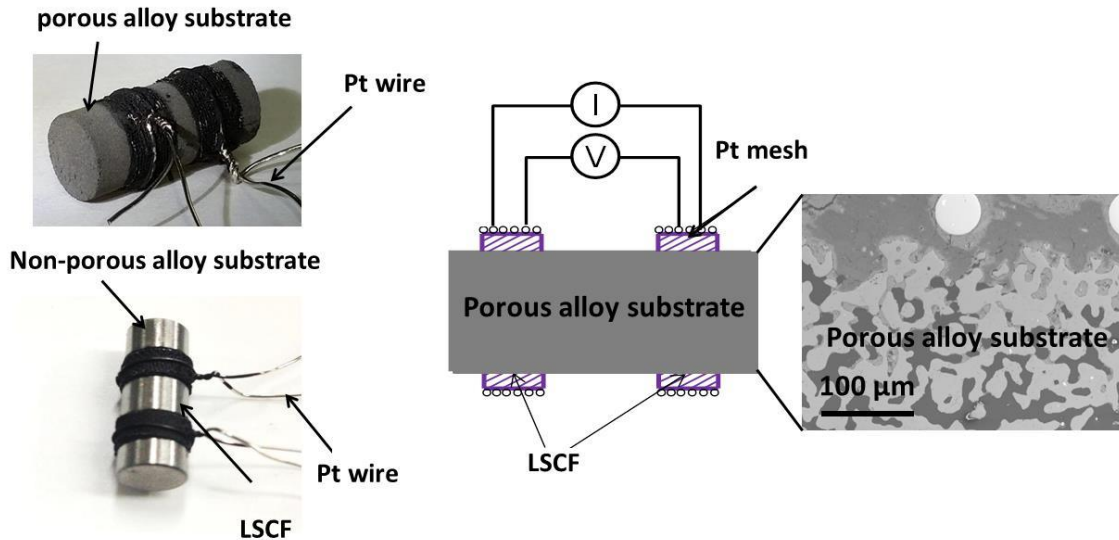 porous alloy substrate
Pt wire
Non-porous alloy substrate
Pt wire
LSCF
I
V
Pt mesh
Porous alloy substrate
LSCF
Porous alloy substrate
100 µm